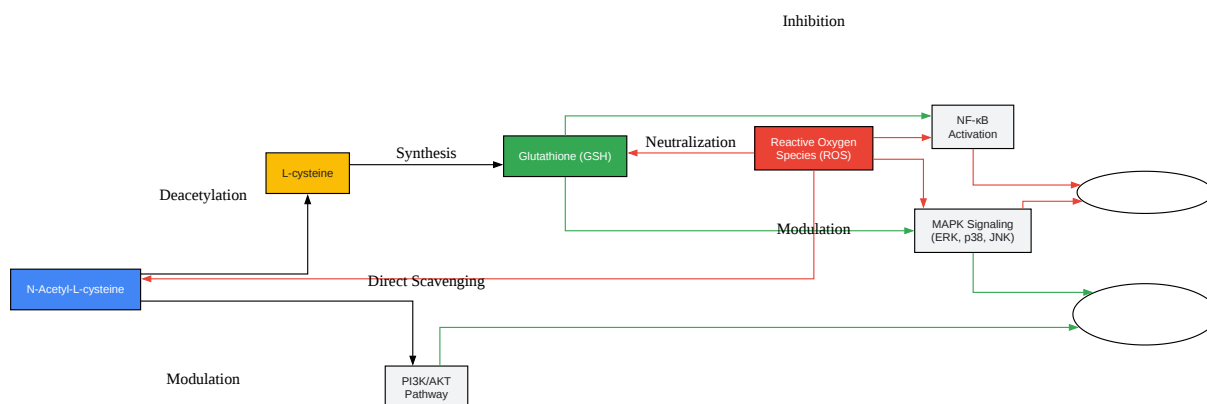 Inhibition
NF-κB
Activation
Reactive Oxygen
Species (ROS)
Neutralization
Glutathione (GSH)
Synthesis
L-cysteine
Deacetylation
MAPK Signaling
(ERK, p38, JNK)
Modulation
Direct Scavenging
N-Acetyl-L-cysteine
Modulation
PI3K/AKT
Pathway